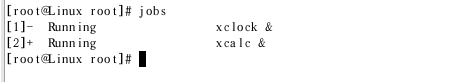 [root@Linux root]# jobs
[1]-  Running                 xclock &
[2]+  Running                 xcalc &
[root@Linux root]#